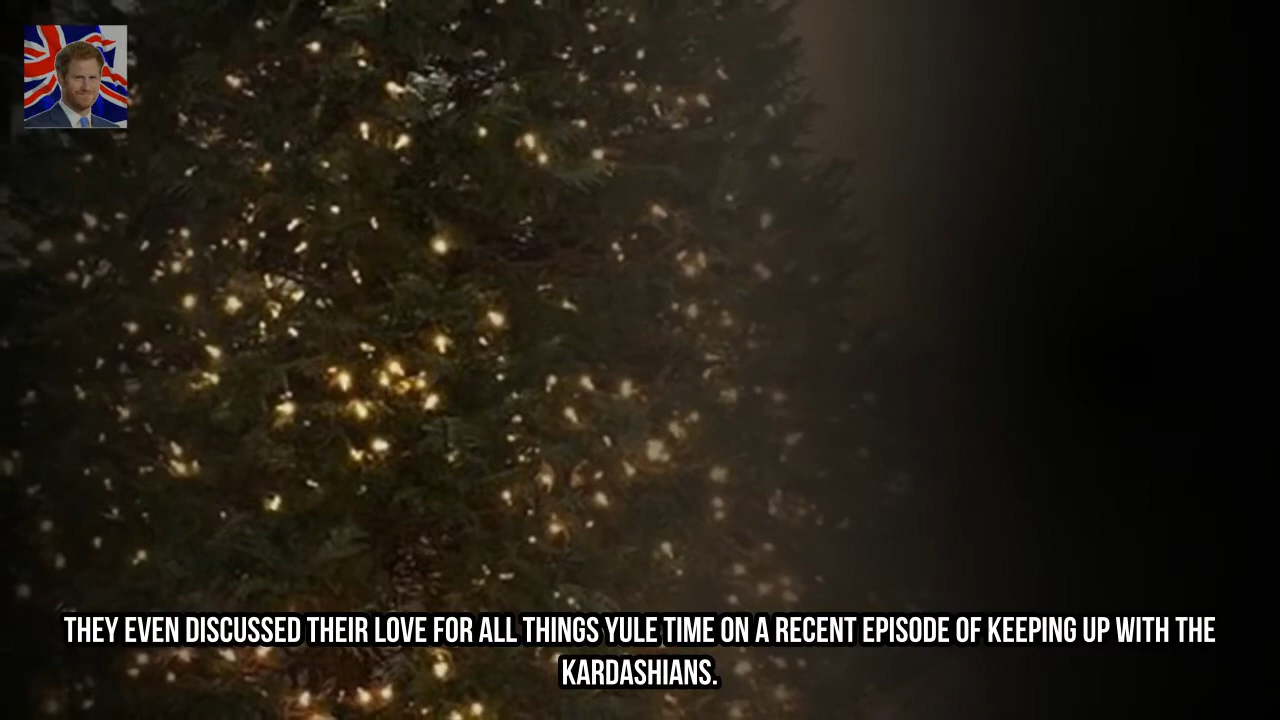 THEY EVEN DISCUSSED THEIR LOVE FOR ALL THINGS YULE TIME ON A RECENT EPISODE OF KEEPING UP WITH THE
KARDASHIANS.